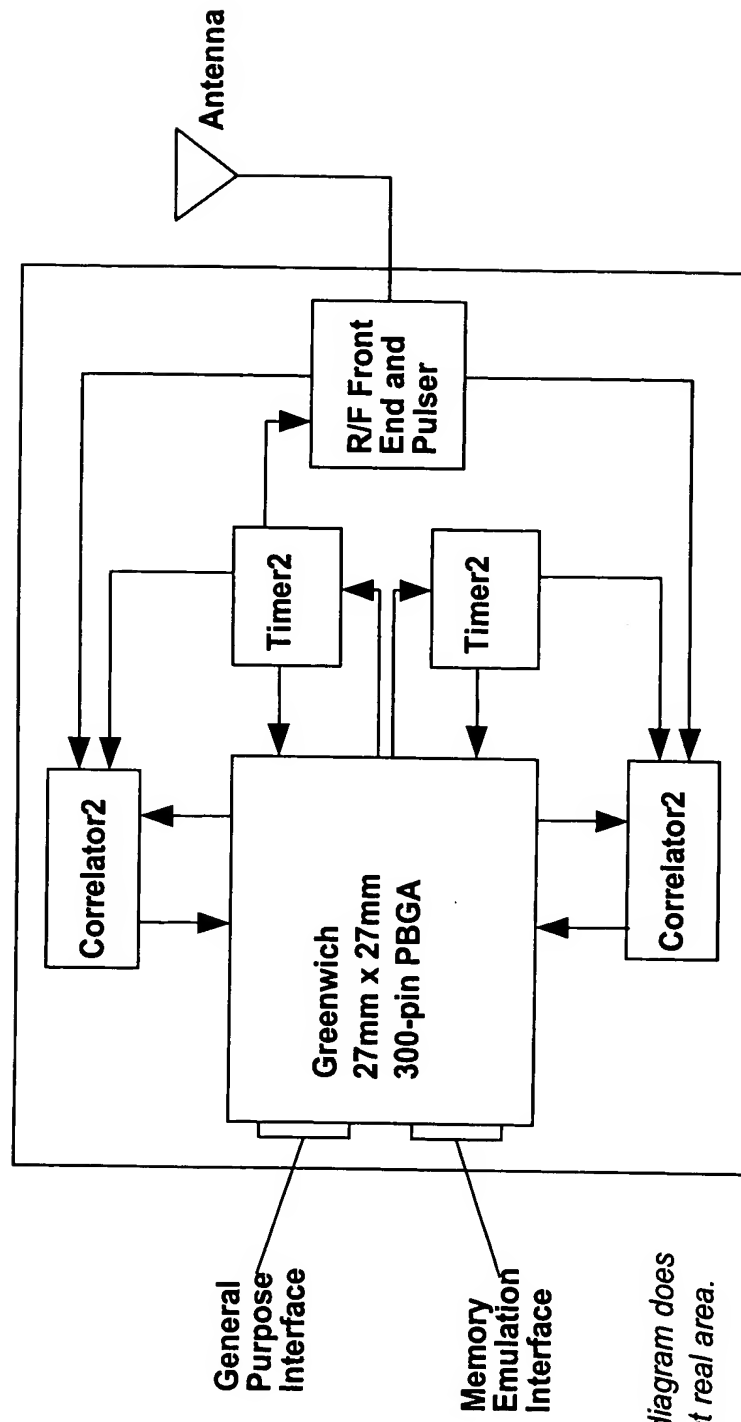 Antenna
R/F Front
End and
Pulser
Timer2
Timer2
Correlator2
Correlator2
Greenwich
27mm x 27mm
300-pin PBGA
General
Purpose
Interface
Memory
Emulation
Interface
diagram does
t real area.